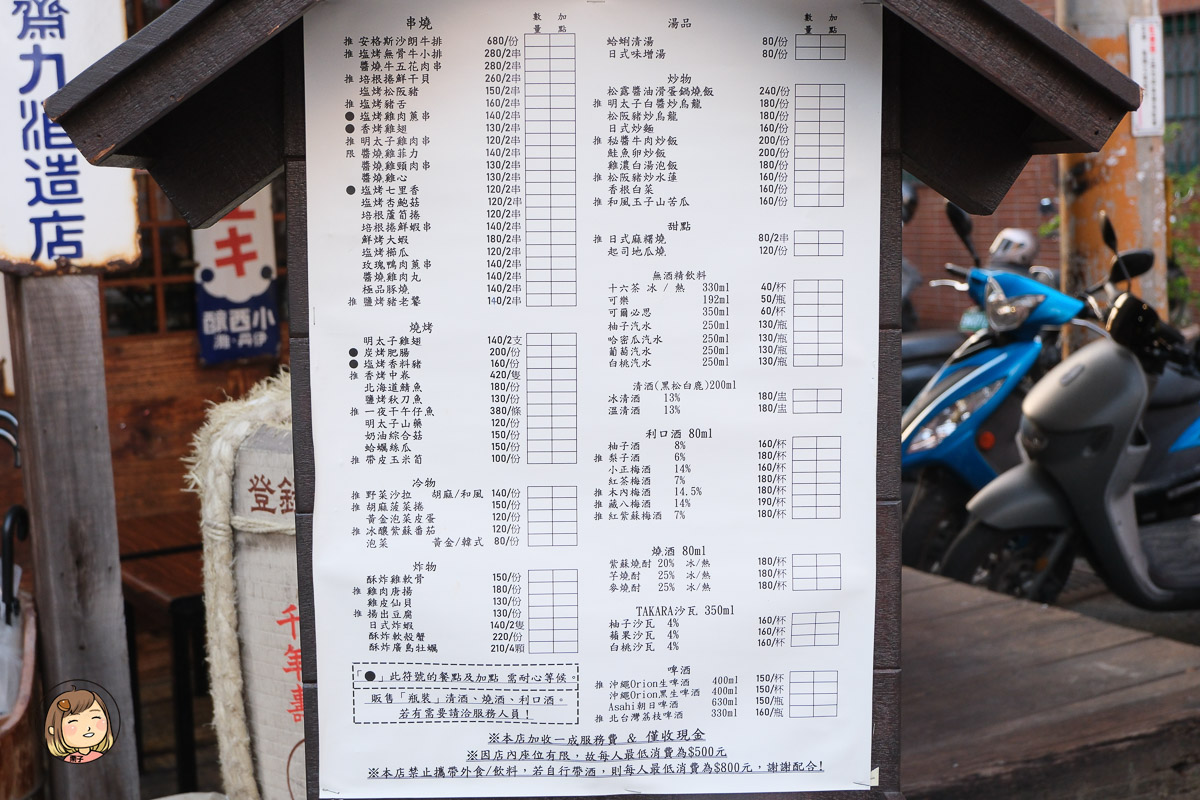 齋九酒造店
キ
小西釀
伊丹
登錄
千年壽
串燒 數量 加點
推 安格斯沙朗牛排 680/份
推 塩烤無骨牛小排 280/2串
醬燒牛五花肉串 280/2串
推 培根捲鮮干貝 260/2串
塩烤松阪豬 150/2串
推 塩烤豬舌 160/2串
● 塩烤雞肉蔥串 140/2串
● 香烤雞翅 130/2串
推 明太子雞肉串 120/2串
限 醬燒雞菲力 140/2串
醬燒雞頸肉串 130/2串
醬燒雞心 130/2串
● 塩烤七里香 120/2串
塩烤杏鮑菇 120/2串
培根蘆筍捲 120/2串
培根捲鮮蝦串 140/2串
鮮烤大蝦 180/2串
塩烤櫛瓜 120/2串
玫瑰鴨肉蔥串 140/2串
醬燒雞肉丸 140/2串
極品豚燒 140/2串
推 鹽烤豬老饕 140/2串
燒烤
明太子雞翅 140/2支
● 炭烤肥腸 200/份
● 塩烤香料豬 160/份
推 香烤中卷 420/隻
北海道鯖魚 180/份
鹽烤秋刀魚 130/份
推 一夜干午仔魚 380/條
明太子山藥 120/份
奶油綜合菇 150/份
蛤蠣絲瓜 150/份
推 帶皮玉米筍 100/份
冷物
推 野菜沙拉 胡麻/和風 140/份
推 胡麻菠菜捲 150/份
黃金泡菜皮蛋 120/份
推 冰釀紫蘇番茄 120/份
泡菜 黃金/韓式 80/份
炸物
酥炸雞軟骨 150/份
推 雞肉唐揚 180/份
雞皮仙貝 130/份
推 揚出豆腐 130/份
日式炸蝦 140/2隻
酥炸軟殼蟹 220/份
酥炸廣島牡蠣 210/4顆
「●」此符號的餐點及加點 需耐心等候。
販售「瓶裝」清酒、燒酒、利口酒。
若有需要請洽服務人員！
湯品 數量 加點
蛤蜊清湯 80/份
日式味增湯 80/份
炒物
松露醬油滑蛋鍋燒飯 240/份
推 明太子白醬炒烏龍 180/份
松阪豬炒烏龍 180/份
日式炒麵 160/份
推 秘醬牛肉炒飯 200/份
鮭魚卵炒飯 200/份
雞濃白湯泡飯 180/份
推 松阪豬炒水蓮 160/份
香根白菜 160/份
推 和風玉子山苦瓜 160/份
甜點
推 日式麻糬燒 80/2串
起司地瓜燒 120/份
無酒精飲料
十六茶 冰 / 熱 330ml 40/杯
可樂 192ml 50/瓶
可爾必思 350ml 60/杯
柚子汽水 250ml 130/瓶
哈密瓜汽水 250ml 130/瓶
葡萄汽水 250ml 130/瓶
白桃汽水 250ml 130/瓶
清酒(黑松白鹿)200ml
冰清酒 13% 180/盅
溫清酒 13% 180/盅
利口酒 80ml
柚子酒 8% 160/杯
推 梨子酒 6% 180/杯
小正梅酒 14% 160/杯
紅茶梅酒 7% 180/杯
推 木內梅酒 14.5% 180/杯
推 藏八梅酒 14% 190/杯
推 紅紫蘇梅酒 7% 180/杯
燒酒 80ml
紫蘇燒酎 20% 冰/熱 180/杯
芋燒酎 25% 冰/熱 180/杯
麥燒酎 25% 冰/熱 180/杯
TAKARA沙瓦 350ml
柚子沙瓦 4% 160/杯
蘋果沙瓦 4% 160/杯
白桃沙瓦 4% 160/杯
啤酒
推 沖繩Orion生啤酒 400ml 150/杯
沖繩Orion黑生啤酒 400ml 150/杯
Asahi朝日啤酒 630ml 150/瓶
推 北台灣荔枝啤酒 330ml 160/瓶
※本店加收一成服務費 & 僅收現金
※因店內座位有限，故每人最低消費為$500元
※本店禁止攜帶外食/飲料，若自行帶酒，則每人最低消費為$800元，謝謝配合！
栗子